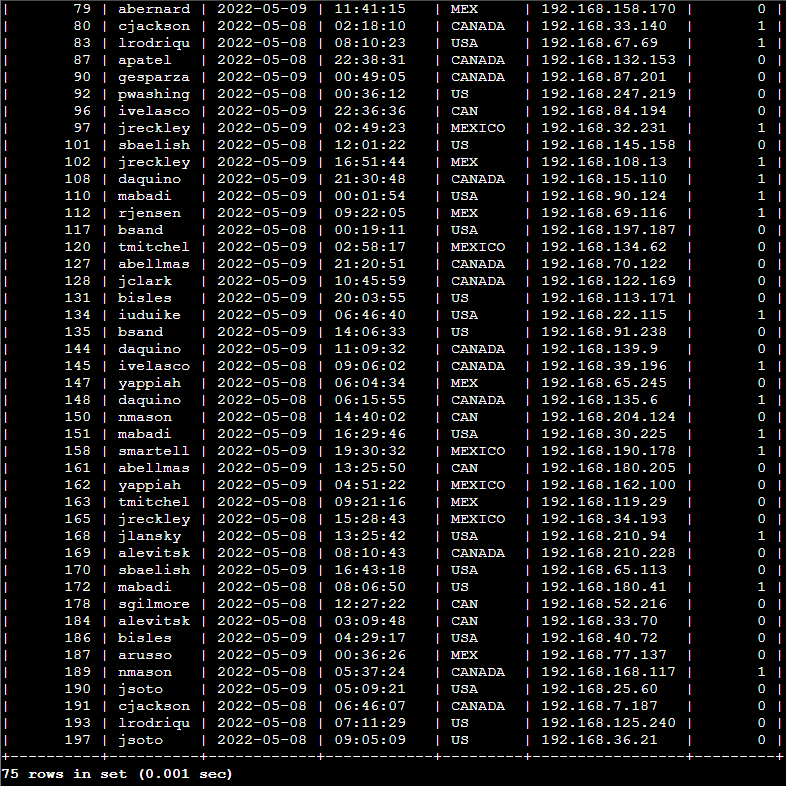 |        79 | abernard | 2022-05-09 | 11:41:15   | MEX     | 192.168.158.170 |       0 |
|        80 | cjackson | 2022-05-08 | 02:18:10   | CANADA  | 192.168.33.140  |       1 |
|        83 | lrodriqu | 2022-05-08 | 08:10:23   | USA     | 192.168.67.69   |       1 |
|        87 | apatel   | 2022-05-08 | 22:38:31   | CANADA  | 192.168.132.153 |       0 |
|        90 | gesparza | 2022-05-09 | 00:49:05   | CANADA  | 192.168.87.201  |       0 |
|        92 | pwashing | 2022-05-08 | 00:36:12   | US      | 192.168.247.219 |       0 |
|        96 | ivelasco | 2022-05-09 | 22:36:36   | CAN     | 192.168.84.194  |       0 |
|        97 | jreckley | 2022-05-09 | 02:49:23   | MEXICO  | 192.168.32.231  |       1 |
|       101 | sbaelish | 2022-05-08 | 12:01:22   | US      | 192.168.145.158 |       0 |
|       102 | jreckley | 2022-05-09 | 16:51:44   | MEX     | 192.168.108.13  |       1 |
|       108 | daquino  | 2022-05-09 | 21:30:48   | CANADA  | 192.168.15.110  |       1 |
|       110 | mabadi   | 2022-05-09 | 00:01:54   | USA     | 192.168.90.124  |       1 |
|       112 | rjensen  | 2022-05-09 | 09:22:05   | MEX     | 192.168.69.116  |       1 |
|       117 | bsand    | 2022-05-08 | 00:19:11   | USA     | 192.168.197.187 |       0 |
|       120 | tmitchel | 2022-05-09 | 02:58:17   | MEXICO  | 192.168.134.62  |       0 |
|       127 | abellmas | 2022-05-09 | 21:20:51   | CANADA  | 192.168.70.122  |       0 |
|       128 | jclark   | 2022-05-09 | 10:45:59   | CANADA  | 192.168.122.169 |       0 |
|       131 | bisles   | 2022-05-09 | 20:03:55   | US      | 192.168.113.171 |       0 |
|       134 | iuduike  | 2022-05-09 | 06:46:40   | USA     | 192.168.22.115  |       1 |
|       135 | bsand    | 2022-05-09 | 14:06:33   | US      | 192.168.91.238  |       0 |
|       144 | daquino  | 2022-05-09 | 11:09:32   | CANADA  | 192.168.139.9   |       0 |
|       145 | ivelasco | 2022-05-08 | 09:06:02   | CANADA  | 192.168.39.196  |       1 |
|       147 | yappiah  | 2022-05-08 | 06:04:34   | MEX     | 192.168.65.245  |       0 |
|       148 | daquino  | 2022-05-08 | 06:15:55   | CANADA  | 192.168.135.6   |       1 |
|       150 | nmason   | 2022-05-09 | 14:40:02   | CAN     | 192.168.204.124 |       0 |
|       151 | mabadi   | 2022-05-09 | 16:29:46   | USA     | 192.168.30.225  |       1 |
|       158 | smartell | 2022-05-09 | 19:30:32   | MEXICO  | 192.168.190.178 |       1 |
|       161 | abellmas | 2022-05-09 | 13:25:50   | CAN     | 192.168.180.205 |       0 |
|       162 | yappiah  | 2022-05-09 | 04:51:22   | MEXICO  | 192.168.162.100 |       0 |
|       163 | tmitchel | 2022-05-08 | 09:21:16   | MEX     | 192.168.119.29  |       0 |
|       165 | jreckley | 2022-05-08 | 15:28:43   | MEXICO  | 192.168.34.193  |       0 |
|       168 | jlansky  | 2022-05-08 | 13:25:42   | USA     | 192.168.210.94  |       1 |
|       169 | alevitsk | 2022-05-08 | 08:10:43   | CANADA  | 192.168.210.228 |       0 |
|       170 | sbaelish | 2022-05-09 | 16:43:18   | USA     | 192.168.65.113  |       0 |
|       172 | mabadi   | 2022-05-08 | 08:06:50   | US      | 192.168.180.41  |       1 |
|       178 | sgilmore | 2022-05-08 | 12:27:22   | CAN     | 192.168.52.216  |       0 |
|       184 | alevitsk | 2022-05-08 | 03:09:48   | CAN     | 192.168.33.70   |       0 |
|       186 | bisles   | 2022-05-08 | 04:29:17   | USA     | 192.168.40.72   |       0 |
|       187 | arusso   | 2022-05-09 | 00:36:26   | MEX     | 192.168.77.137  |       0 |
|       189 | nmason   | 2022-05-08 | 05:37:24   | CANADA  | 192.168.168.117 |       1 |
|       190 | jsoto    | 2022-05-09 | 05:09:21   | USA     | 192.168.25.60   |       0 |
|       191 | cjackson | 2022-05-08 | 06:46:07   | CANADA  | 192.168.7.187   |       0 |
|       193 | lrodriqu | 2022-05-08 | 07:11:29   | US      | 192.168.125.240 |       0 |
|       197 | jsoto    | 2022-05-08 | 09:05:09   | US      | 192.168.36.21   |       0 |
+----------+----------+------------+------------+---------+-----------------+---------+
75 rows in set (0.001 sec)